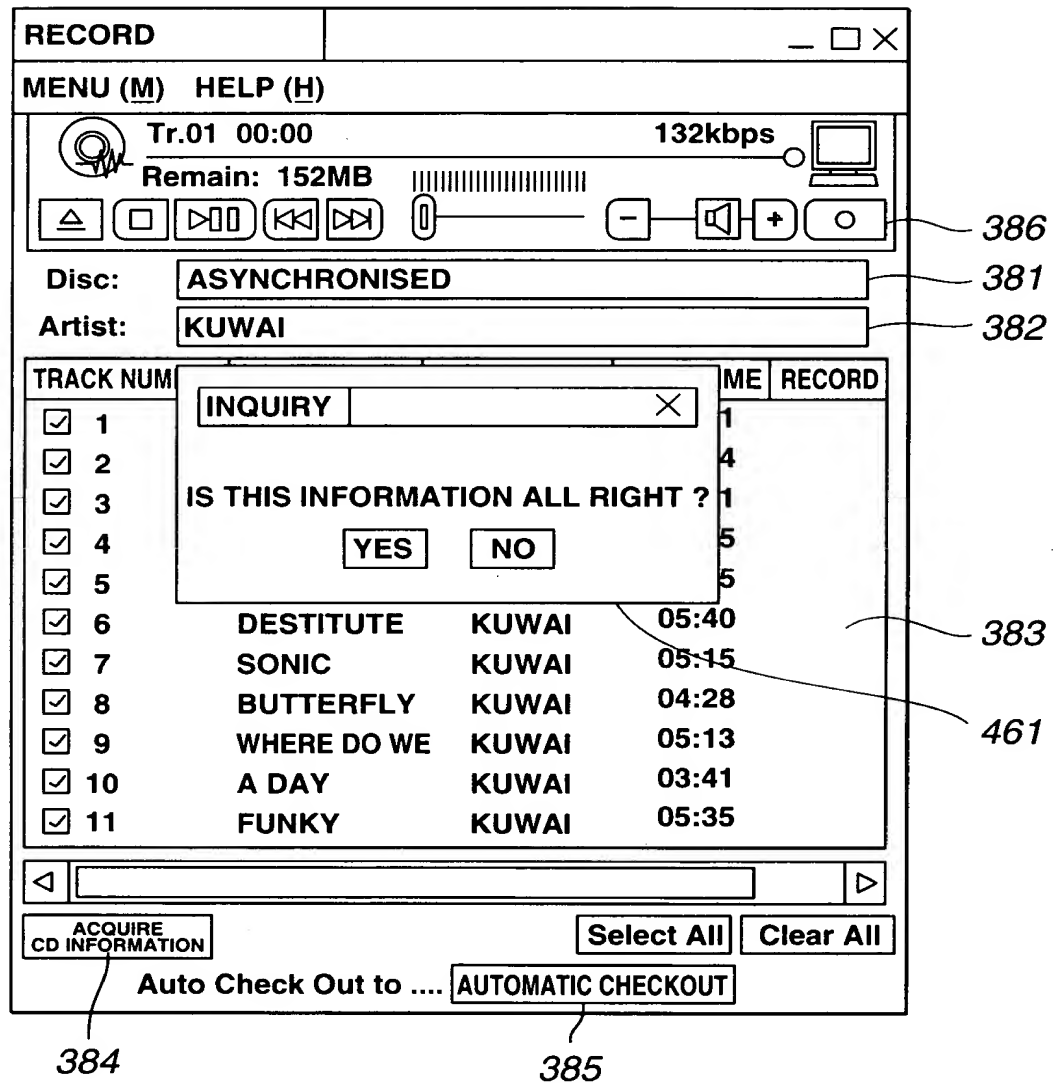 RECORD
MENU (M) HELP (H)
Tr.01 00:00 132kbps
Remain: 152MB
386
Disc: ASYNCHRONISED 381
Artist: KUWAI 382
TRACK NUM ME RECORD
INQUIRY
1 1
2 4
3 IS THIS INFORMATION ALL RIGHT ? 1
4 YES NO 5
5 5
6 DESTITUTE KUWAI 05:40 383
7 SONIC KUWAI 05:15
8 BUTTERFLY KUWAI 04:28
9 WHERE DO WE KUWAI 05:13 461
10 A DAY KUWAI 03:41
11 FUNKY KUWAI 05:35
ACQUIRE
CD INFORMATION
Select All Clear All
Auto Check Out to .... AUTOMATIC CHECKOUT
384 385